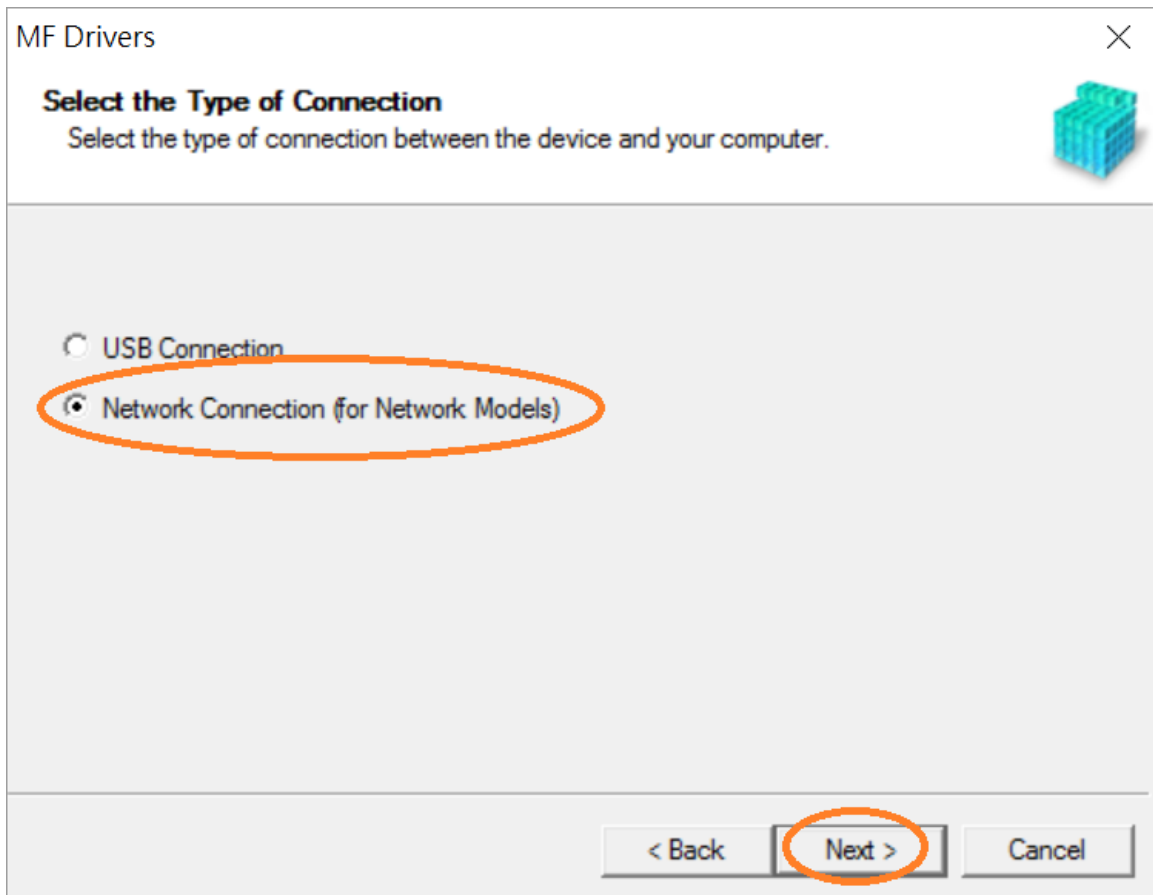 MF Drivers
Select the Type of Connection
Select the type of connection between the device and your computer.
USB Connection
Network Connection (for Network Models)
< Back
Next >
Cancel